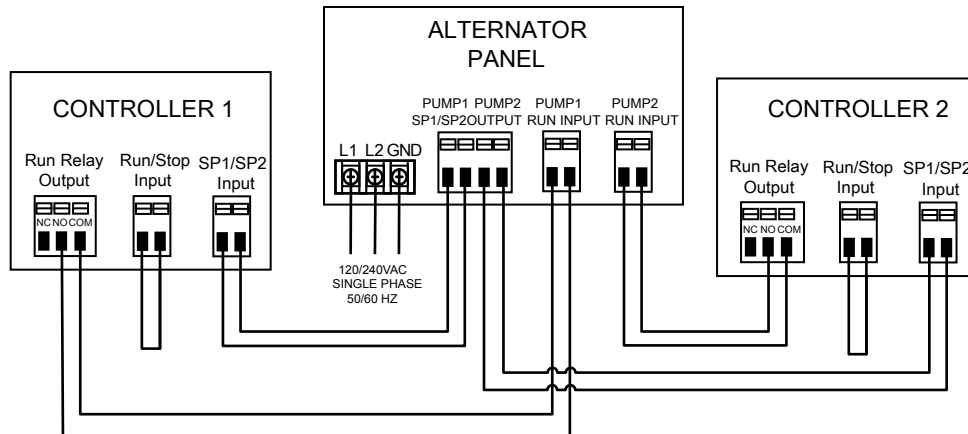 ALTERNATOR
PANEL
PUMP1 PUMP2
SP1/SP2OUTPUT
PUMP1
RUN INPUT
PUMP2
RUN INPUT
L1 L2 GND
120/240VAC
SINGLE PHASE
50/60 HZ
CONTROLLER 1
Run Relay
Output
Run/Stop
Input
SP1/SP2
Input
NC NO COM
CONTROLLER 2
Run Relay
Output
Run/Stop
Input
SP1/SP2
Input
NC NO COM